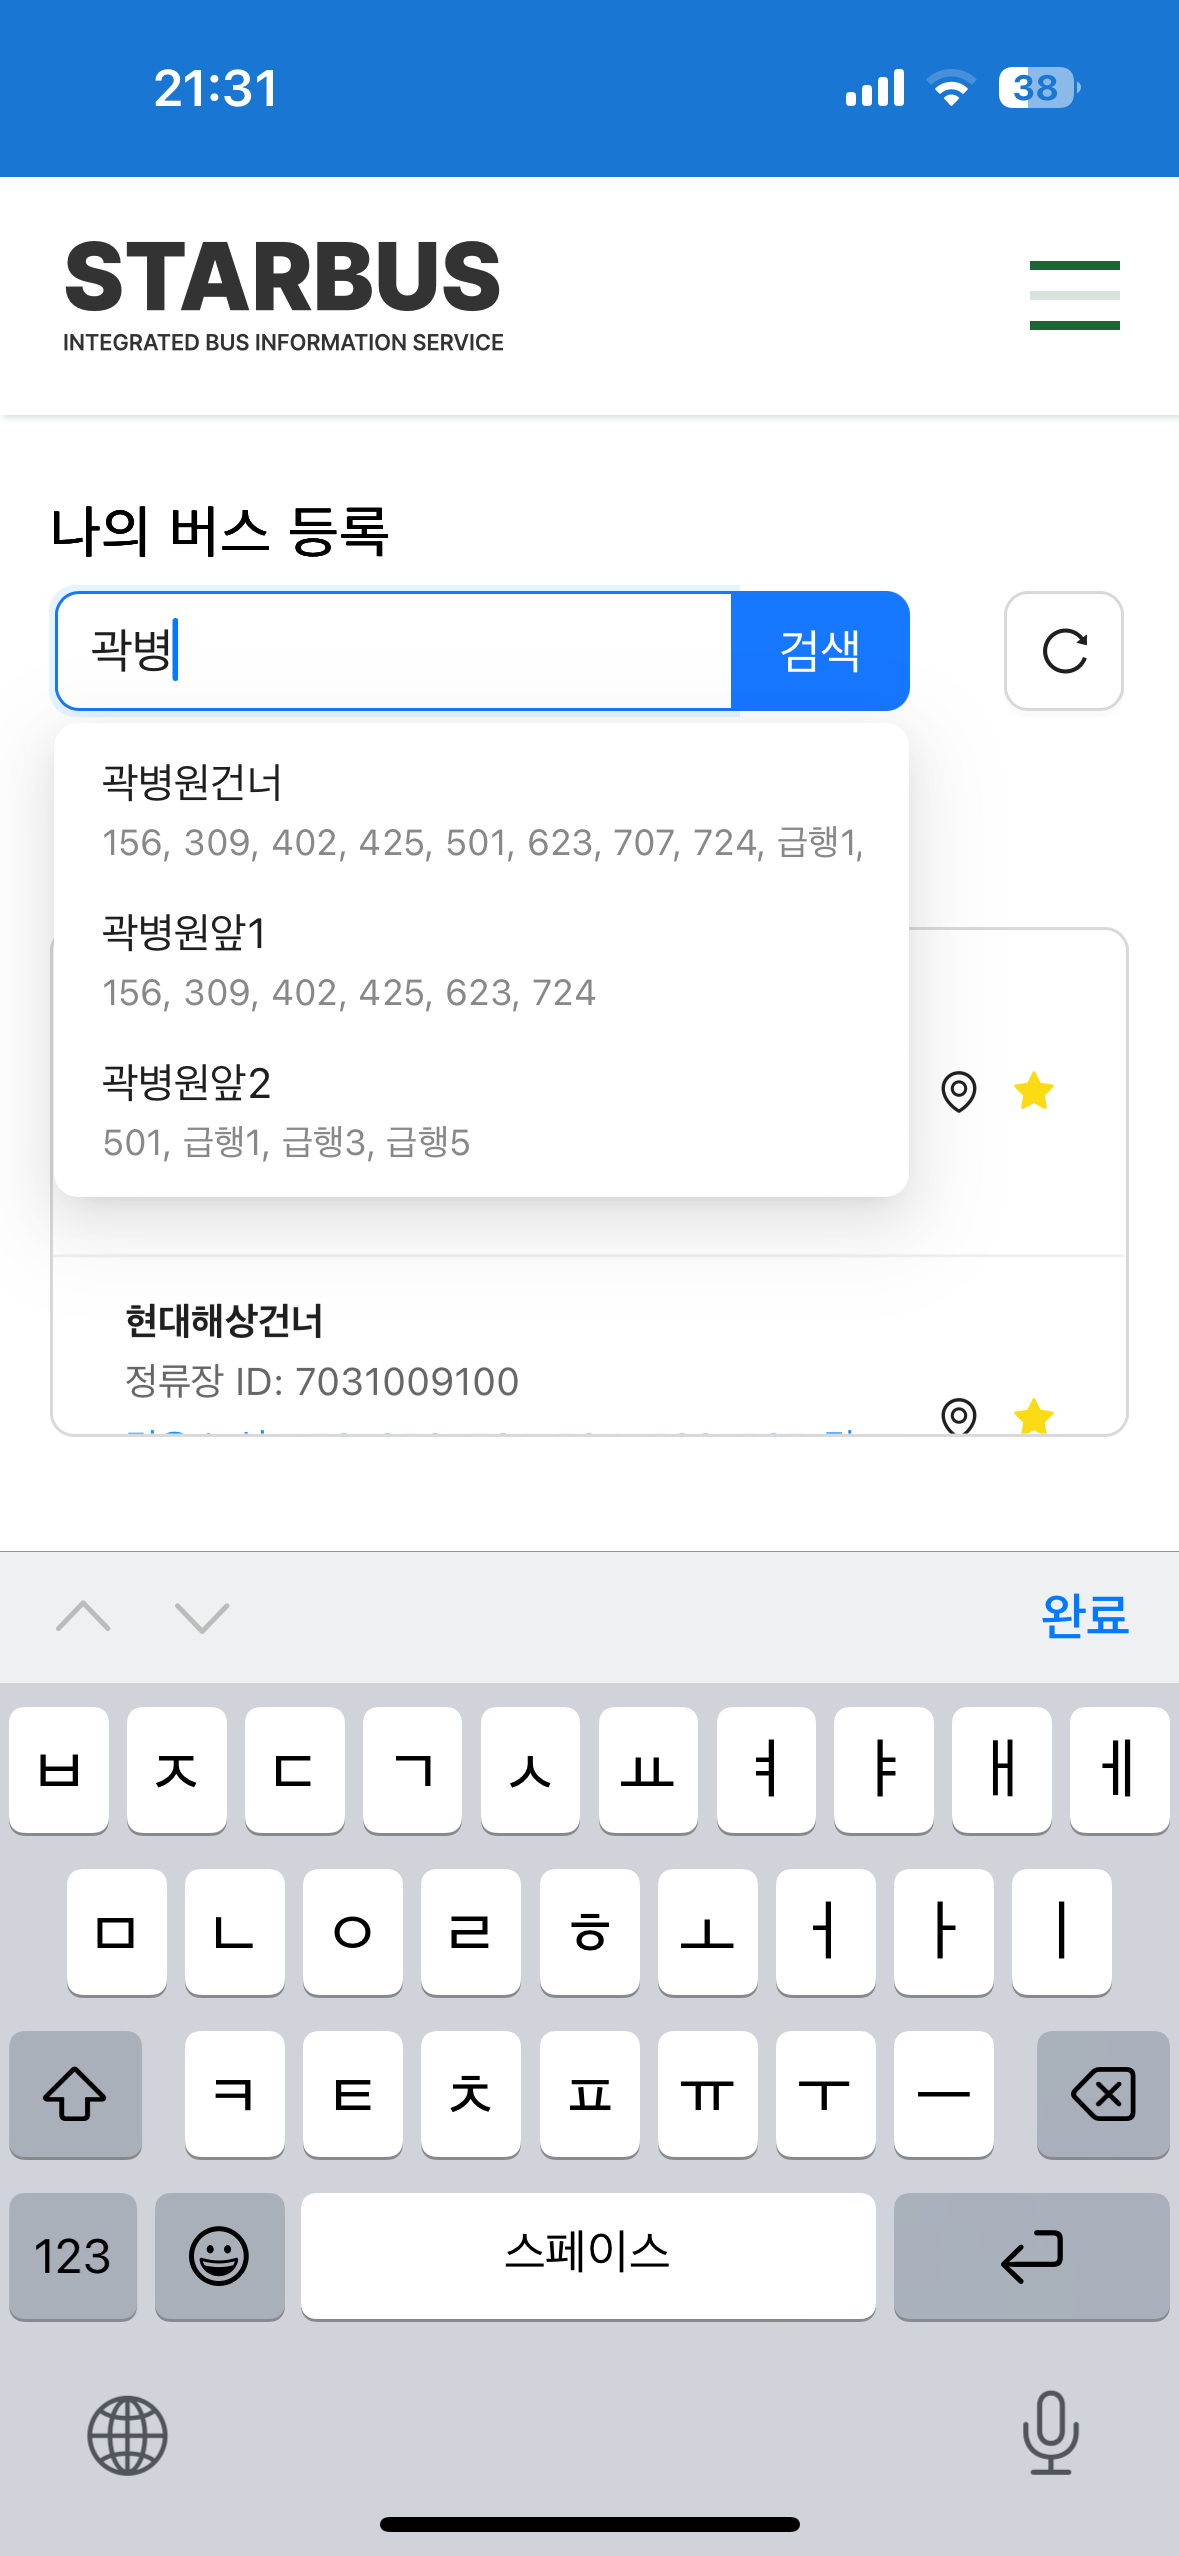 21:31
38
STARBUS
INTEGRATED BUS INFORMATION SERVICE
나의 버스 등록
곽병
검색
곽병원건너
156, 309, 402, 425, 501, 623, 707, 724, 급행1,
곽병원앞1
156, 309, 402, 425, 623, 724
곽병원앞2
501, 급행1, 급행3, 급행5
현대해상건너
정류장 ID: 7031009100
완료
ㅂ ㅈ ㄷ ㄱ ㅅ ㅛ ㅕ ㅑ ㅐ ㅔ
ㅁ ㄴ ㅇ ㄹ ㅎ ㅗ ㅓ ㅏ ㅣ
ㅋ ㅌ ㅊ ㅍ ㅠ ㅜ ㅡ
123
스페이스